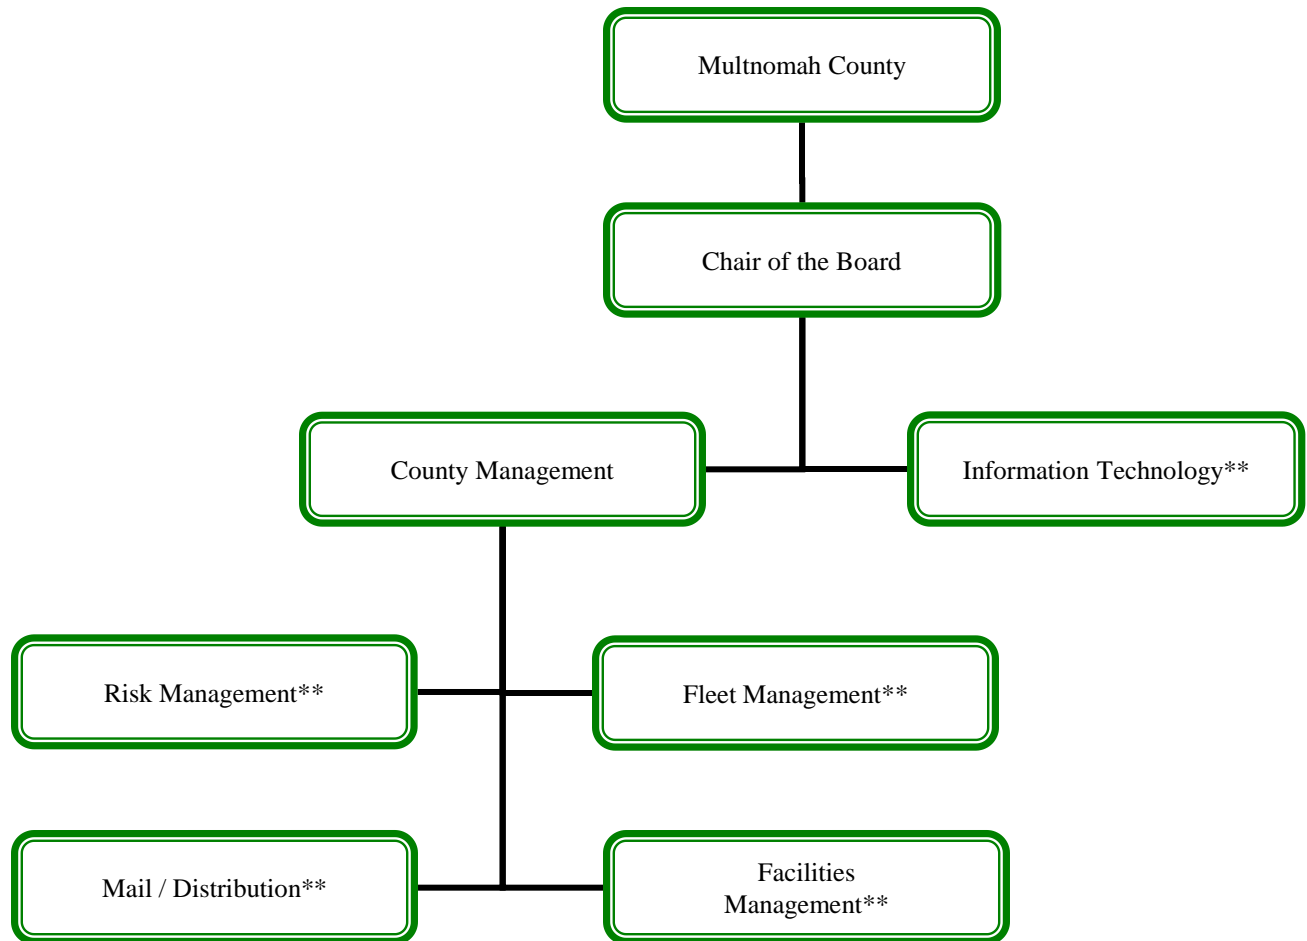 Multnomah County
Chair of the Board
County Management
Information Technology**
Risk Management**
Fleet Management**
Mail / Distribution**
Facilities
Management**